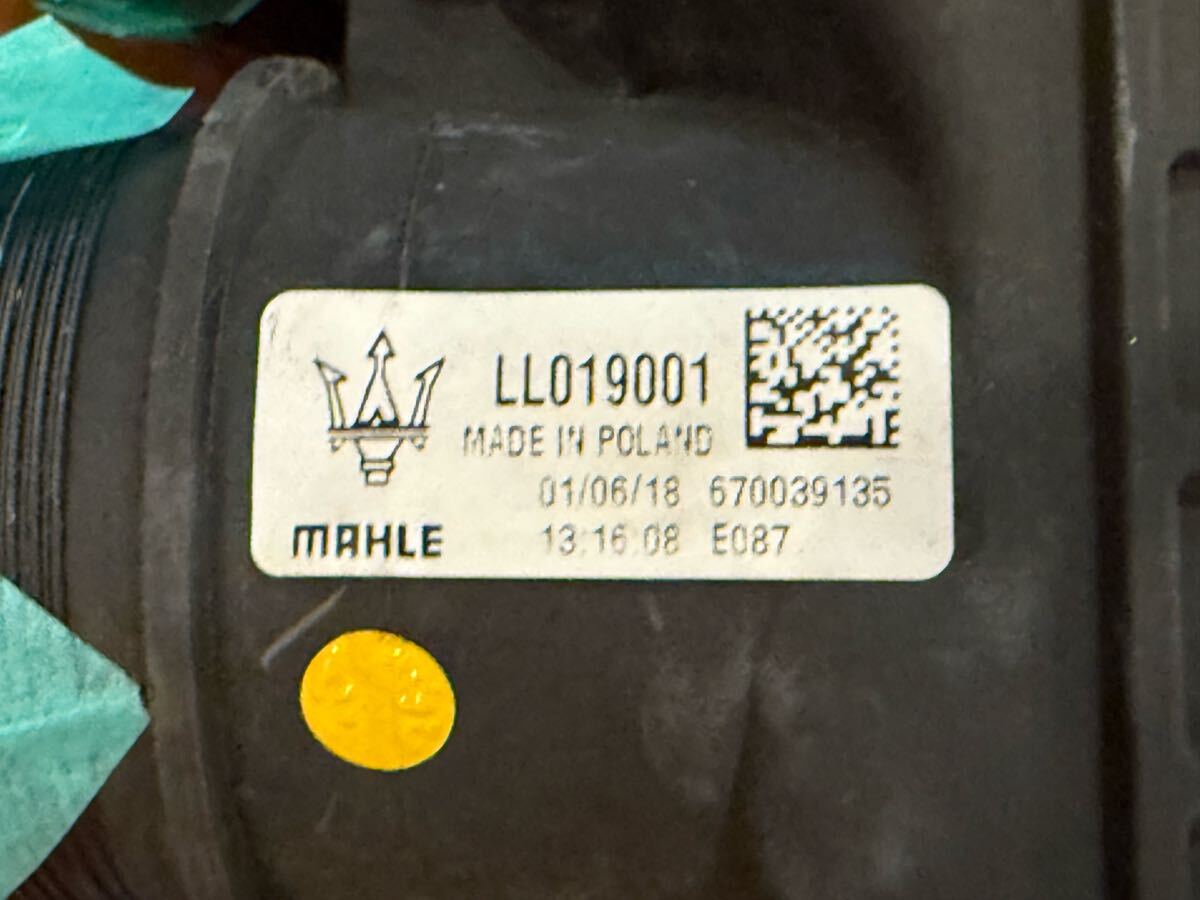 LL019001
MADE IN POLAND
01/06/18 670039135
13:16:08 E087
MAHLE